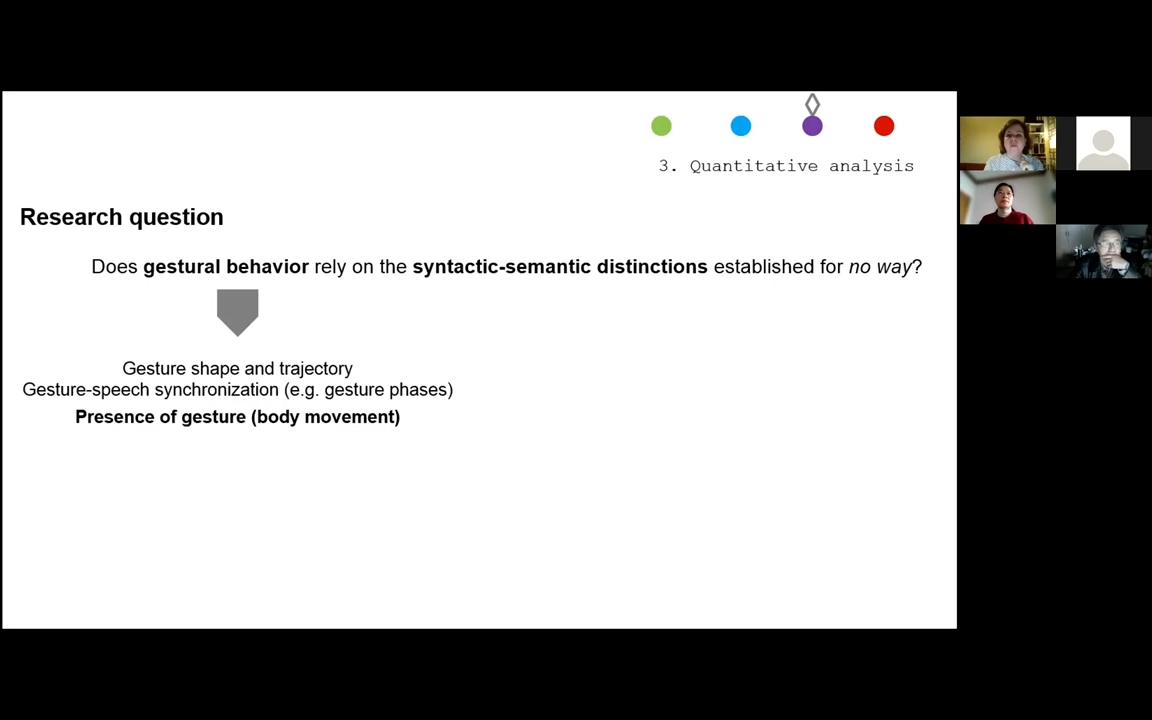 3. Quantitative analysis
Research question
Does gestural behavior rely on the syntactic-semantic distinctions established for no way?
Gesture shape and trajectory
Gesture-speech synchronization (e.g. gesture phases)
Presence of gesture (body movement)